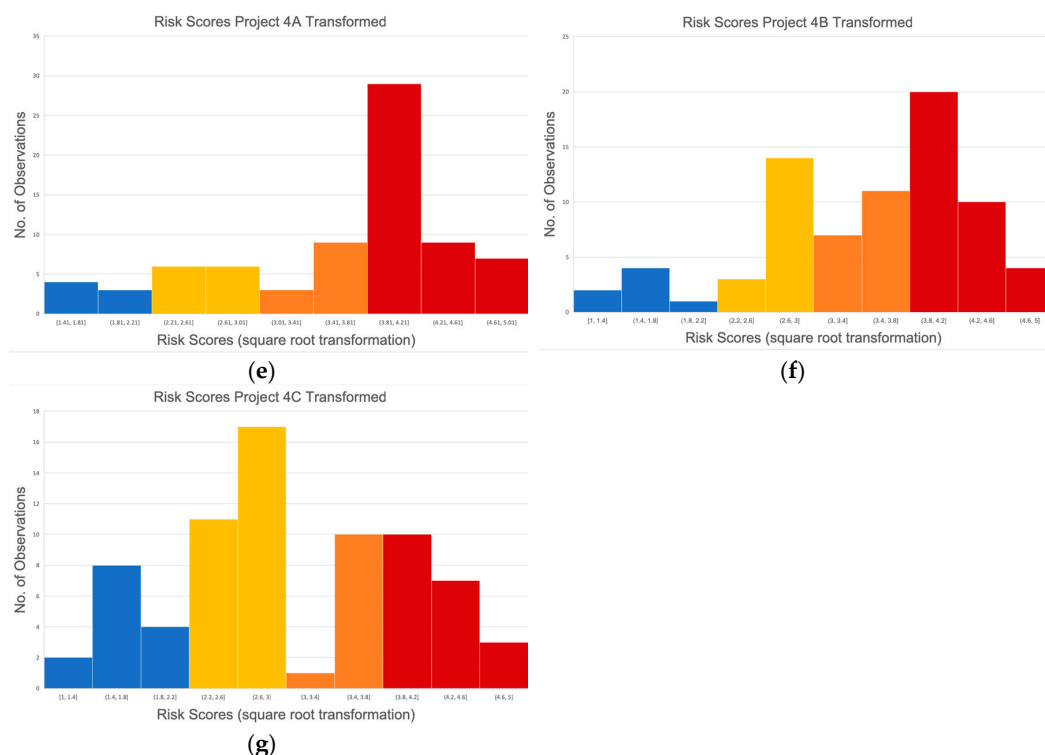 Risk Scores Project 4A Transformed
35
30
25
20
15
10
5
0
No. of Observations
[1.41, 1.81] (1.81, 2.21] (2.21, 2.61] (2.61, 3.01] (3.01, 3.41] (3.41, 3.81] (3.81, 4.21] (4.21, 4.61] (4.61, 5.01]
Risk Scores (square root transformation)
(e)
Risk Scores Project 4B Transformed
25
20
15
10
5
0
No. of Observations
[1, 1.4] (1.4, 1.8] (1.8, 2.2] (2.2, 2.6] (2.6, 3] (3, 3.4] (3.4, 3.8] (3.8, 4.2] (4.2, 4.6] (4.6, 5]
Risk Scores (square root transformation)
(f)
Risk Scores Project 4C Transformed
18
16
14
12
10
8
6
4
2
0
No. of Observations
[1, 1.4] (1.4, 1.8] (1.8, 2.2] (2.2, 2.6] (2.6, 3] (3, 3.4] (3.4, 3.8] (3.8, 4.2] (4.2, 4.6] (4.6, 5]
Risk Scores (square root transformation)
(g)